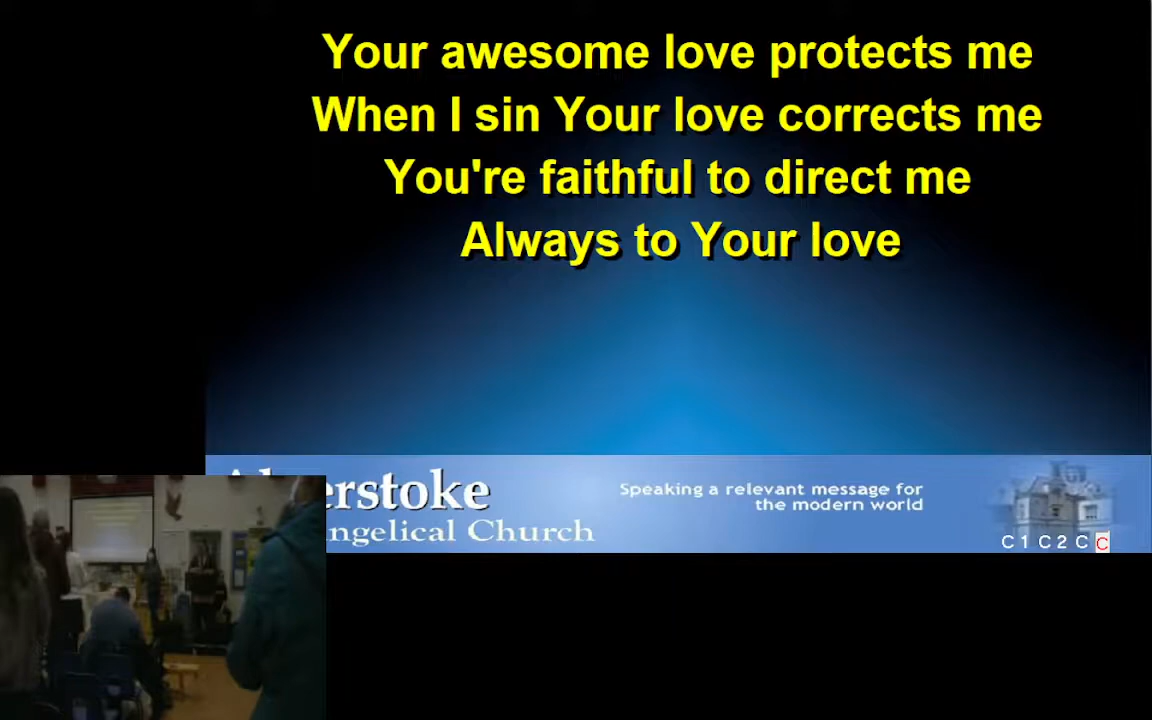 Your awesome love protects me
When I sin Your love corrects me
You're faithful to direct me
Always to Your love
erstoke
ngelical Church
Speaking a relevant message for
the modern world
C 1 C 2 C C